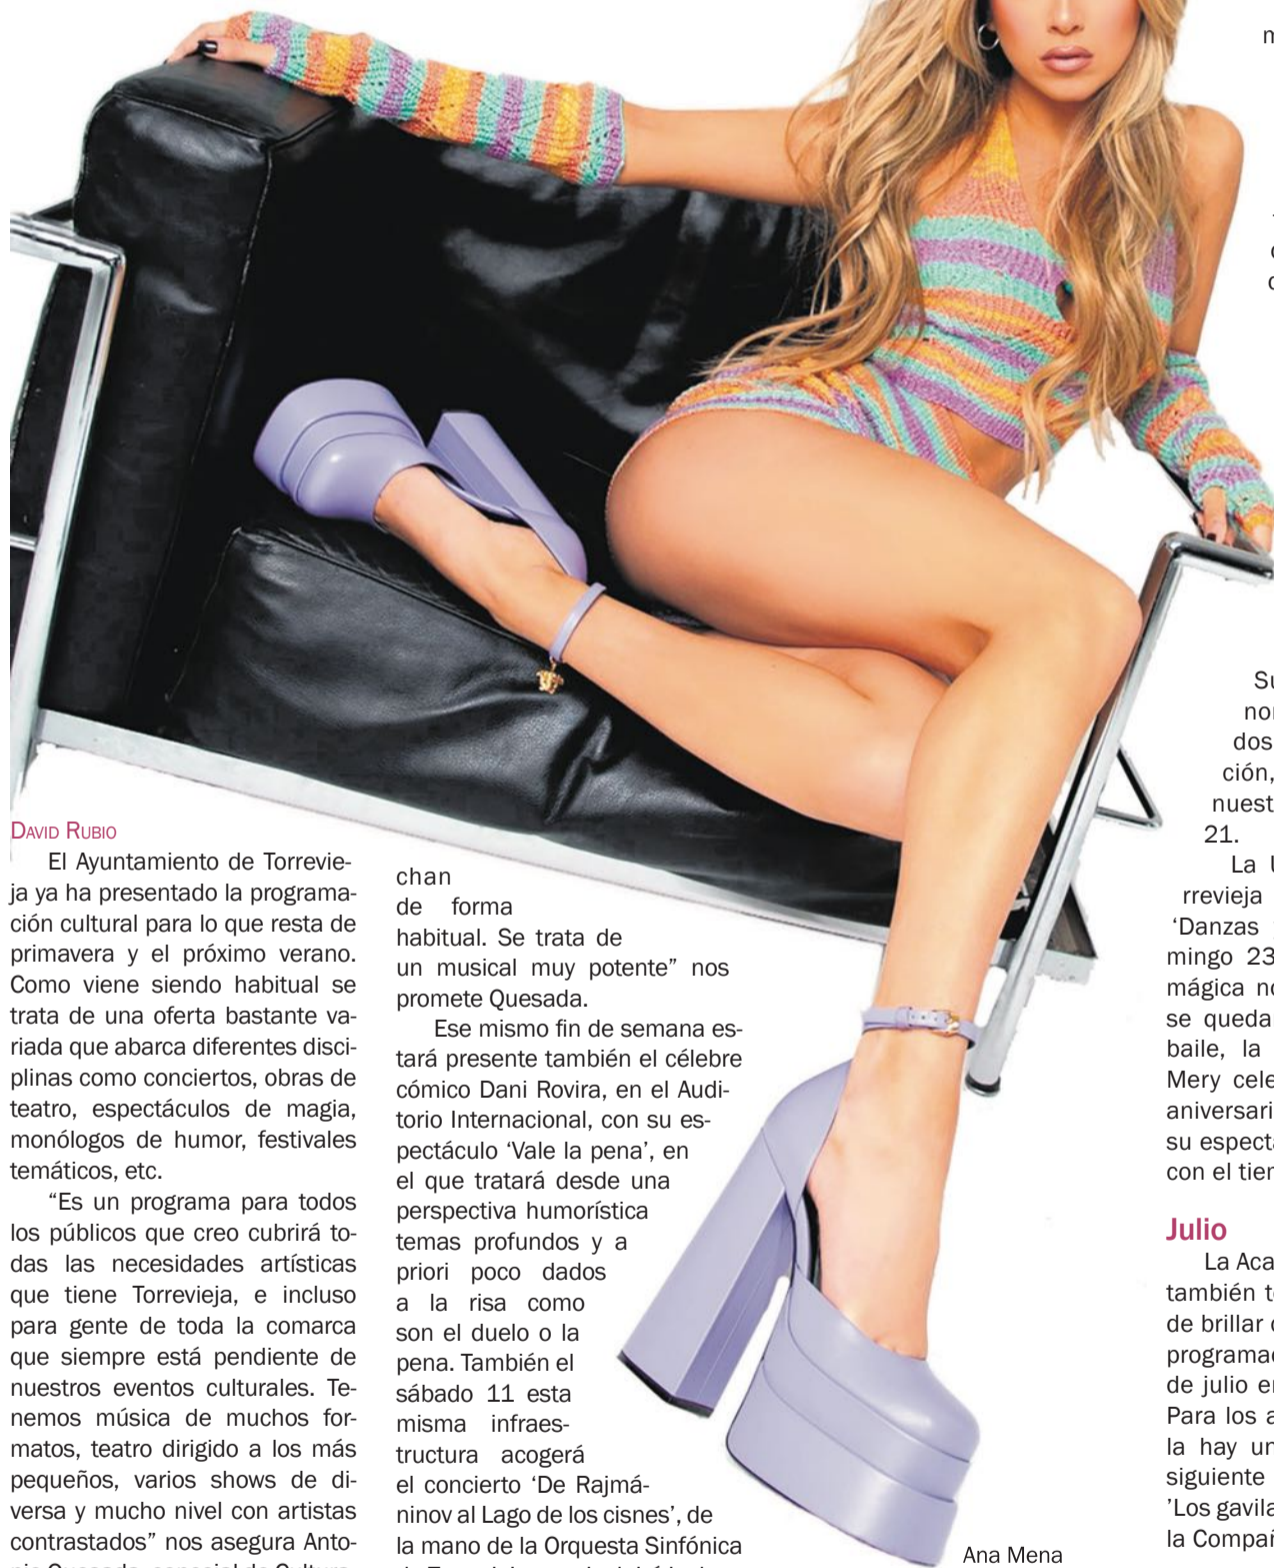 DAVID RUBIO
El Ayuntamiento de Torrevie-
ja ya ha presentado la programa-
ción cultural para lo que resta de
primavera y el próximo verano.
Como viene siendo habitual se
trata de una oferta bastante va-
riada que abarca diferentes disci-
plinas como conciertos, obras de
teatro, espectáculos de magia,
monólogos de humor, festivales
temáticos, etc.
“Es un programa para todos
los públicos que creo cubrirá to-
das las necesidades artísticas
que tiene Torrevieja, e incluso
para gente de toda la comarca
que siempre está pendiente de
nuestros eventos culturales. Te-
nemos música de muchos for-
matos, teatro dirigido a los más
pequeños, varios shows de di-
versa y mucho nivel con artistas
contrastados” nos asegura Anto-
chan
de forma
habitual. Se trata de
un musical muy potente” nos
promete Quesada.
Ese mismo fin de semana es-
tará presente también el célebre
cómico Dani Rovira, en el Audi-
torio Internacional, con su es-
pectáculo ‘Vale la pena’, en
el que tratará desde una
perspectiva humorística
temas profundos y a
priori poco dados
a la risa como
son el duelo o la
pena. También el
sábado 11 esta
misma infraes-
tructura acogerá
el concierto ‘De Rajmá-
ninov al Lago de los cisnes’, de
la mano de la Orquesta Sinfónica
Ana Mena
dos
ción,
nuest
21.
La
rrevieja
‘Danzas
mingo 23
mágica
se queda
baile, la
Mery cele
aniversari
su espect
con el
Julio
La Aca
también
de brillar
programa
de julio
Para los
la hay
siguiente
’Los gavila
la Compa